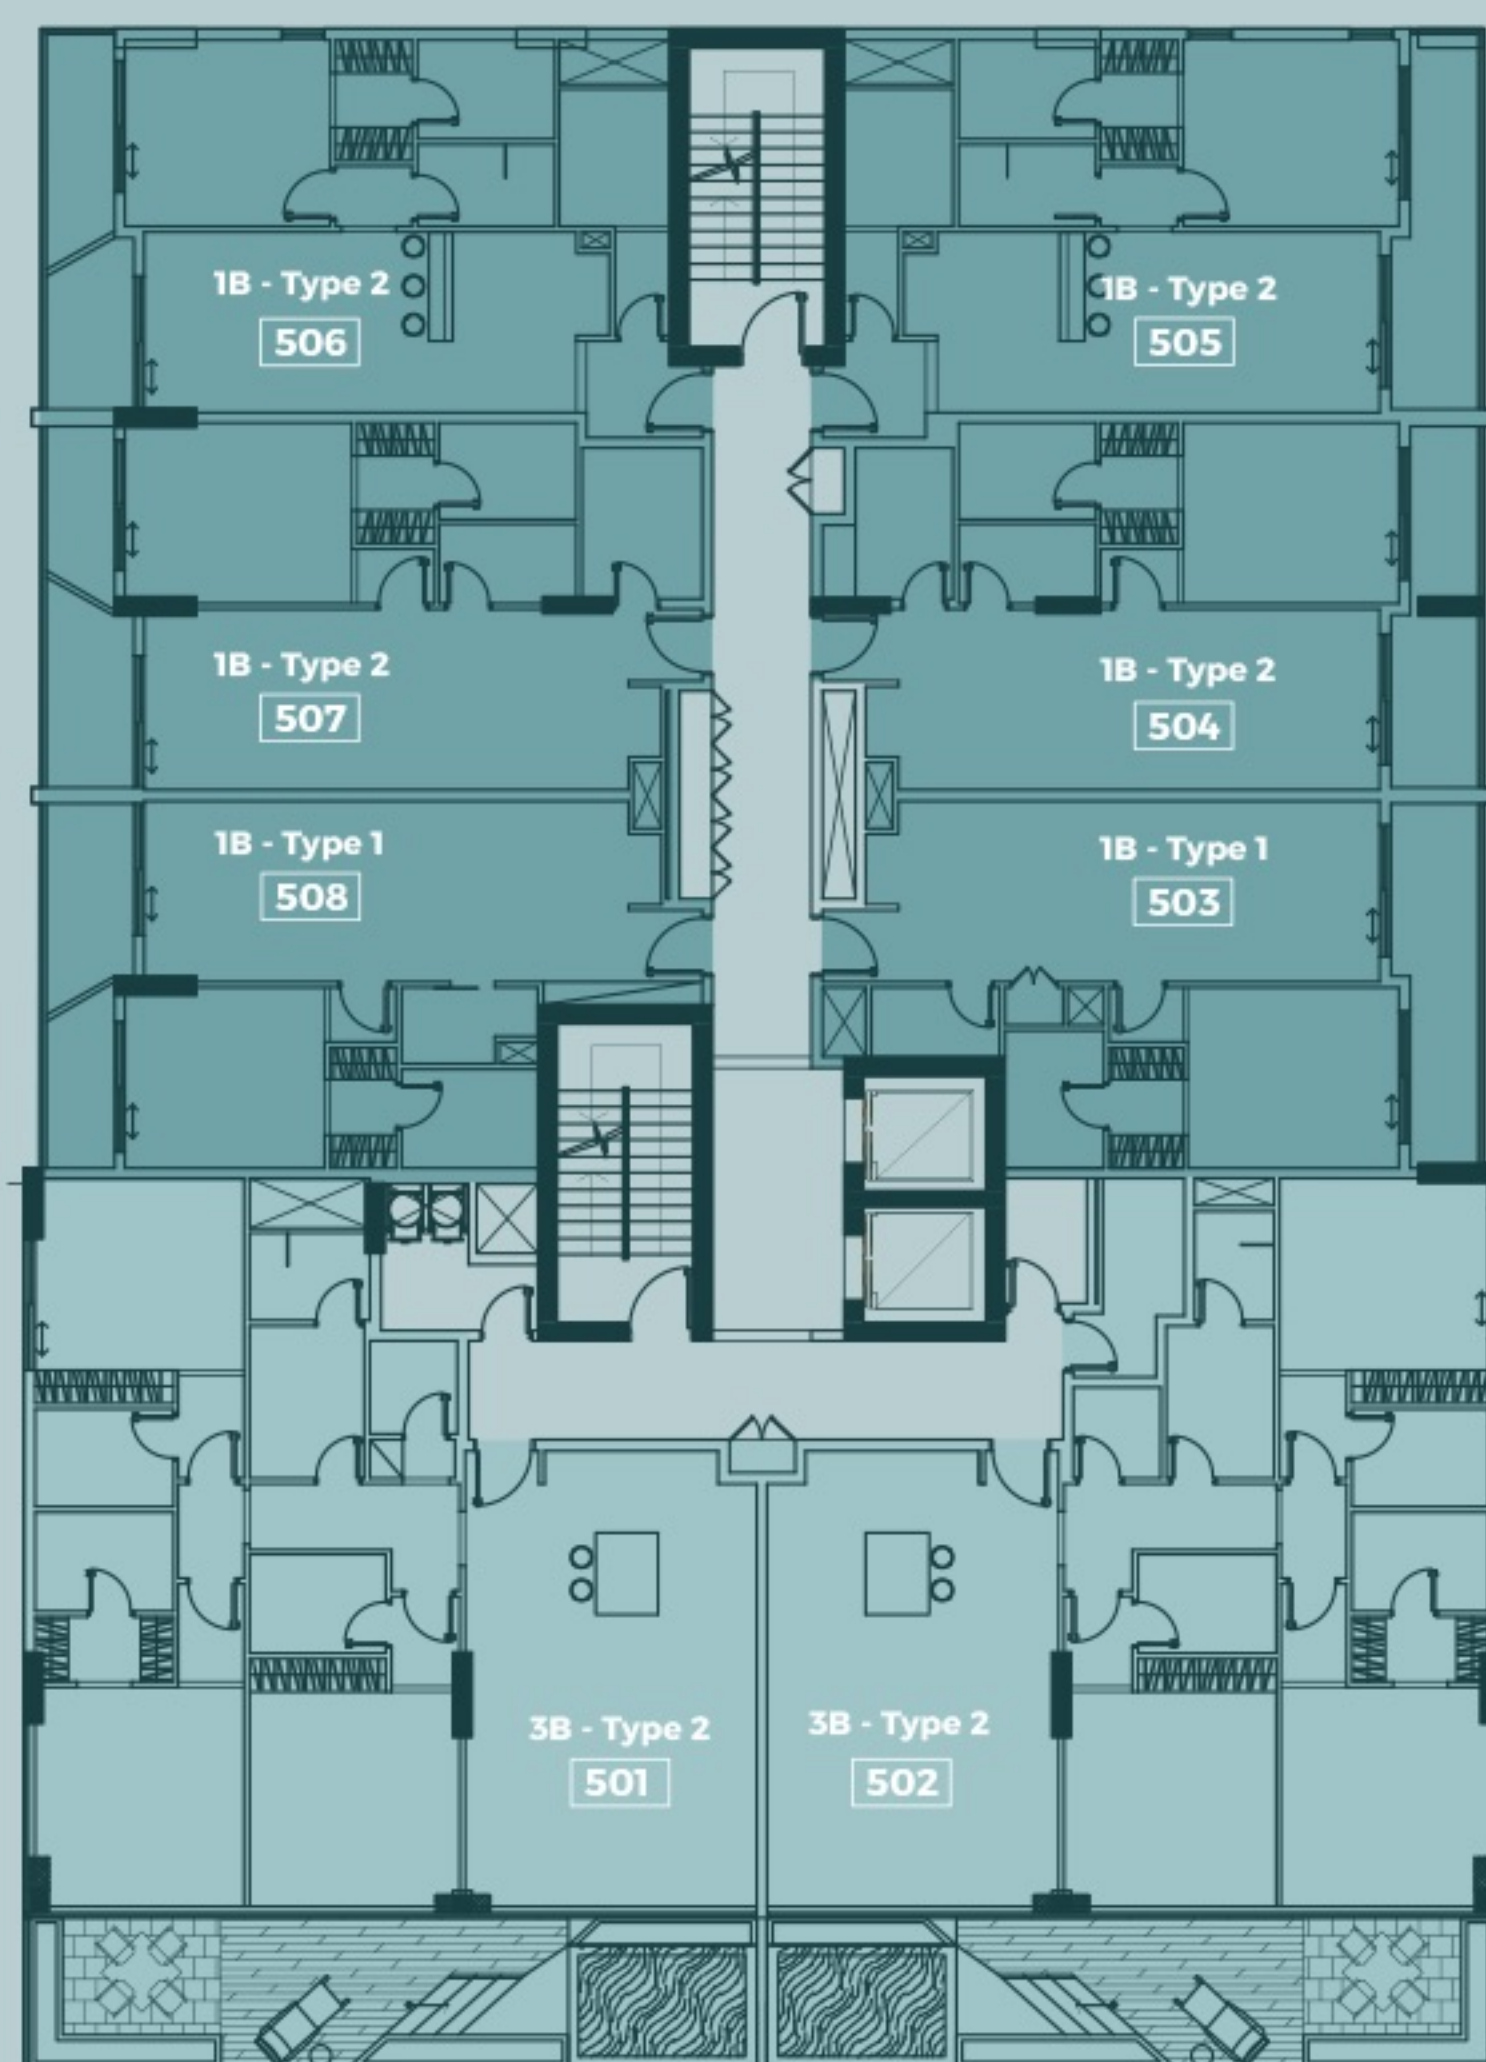 1B - Type 2
506
1B - Type 2
505
1B - Type 2
507
1B - Type 2
504
1B - Type 1
508
1B - Type 1
503
3B - Type 2
501
3B - Type 2
502